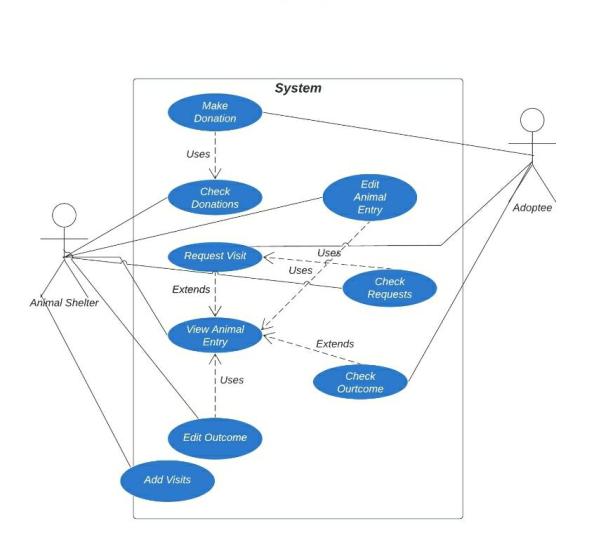 System
Make
Donation
Uses
Check
Donations
Edit
Animal
Entry
Adoptee
Request Visit
Uses
Uses
Check
Requests
Extends
Animal Shelter
View Animal
Entry
Extends
Uses
Check
Ourtcome
Edit Outcome
Add Visits